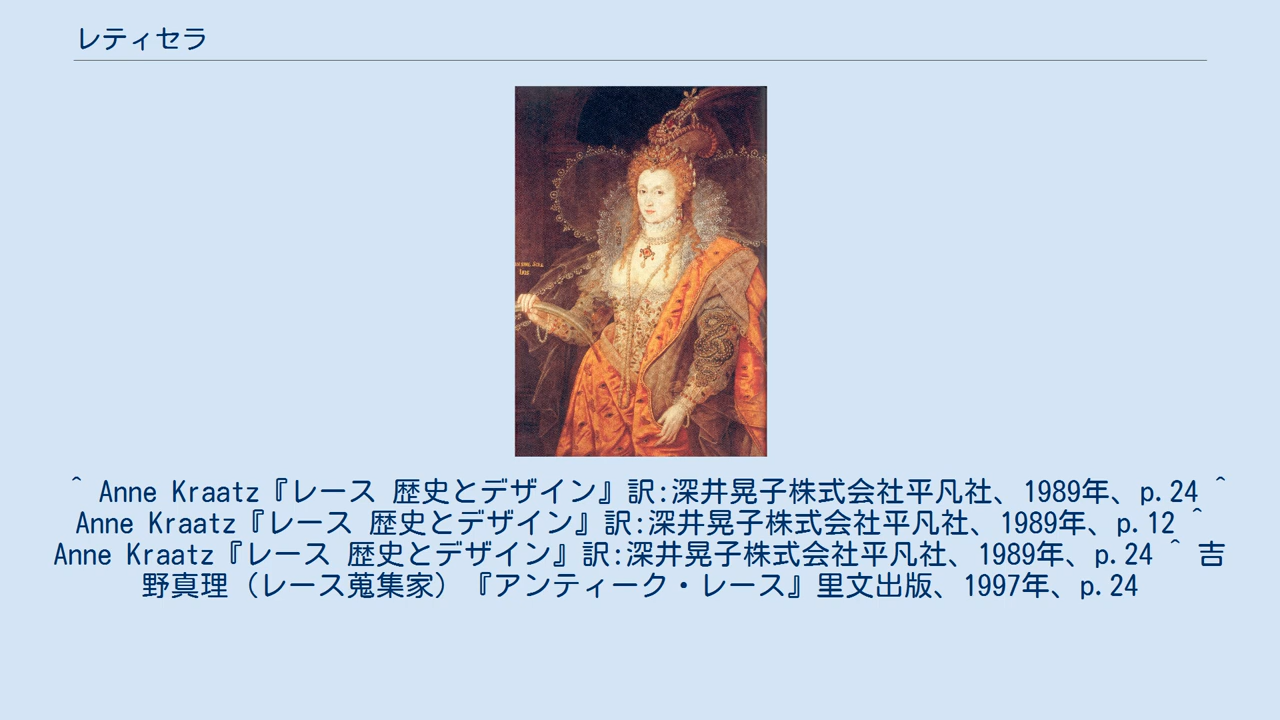 レティセラ
^ Anne Kraatz『レース 歴史とデザイン』訳:深井晃子株式会社平凡社、1989年、p.24 ^
Anne Kraatz『レース 歴史とデザイン』訳:深井晃子株式会社平凡社、1989年、p.12 ^
Anne Kraatz『レース 歴史とデザイン』訳:深井晃子株式会社平凡社、1989年、p.24 ^ 吉
野真理（レース蒐集家）『アンティーク・レース』里文出版、1997年、p.24